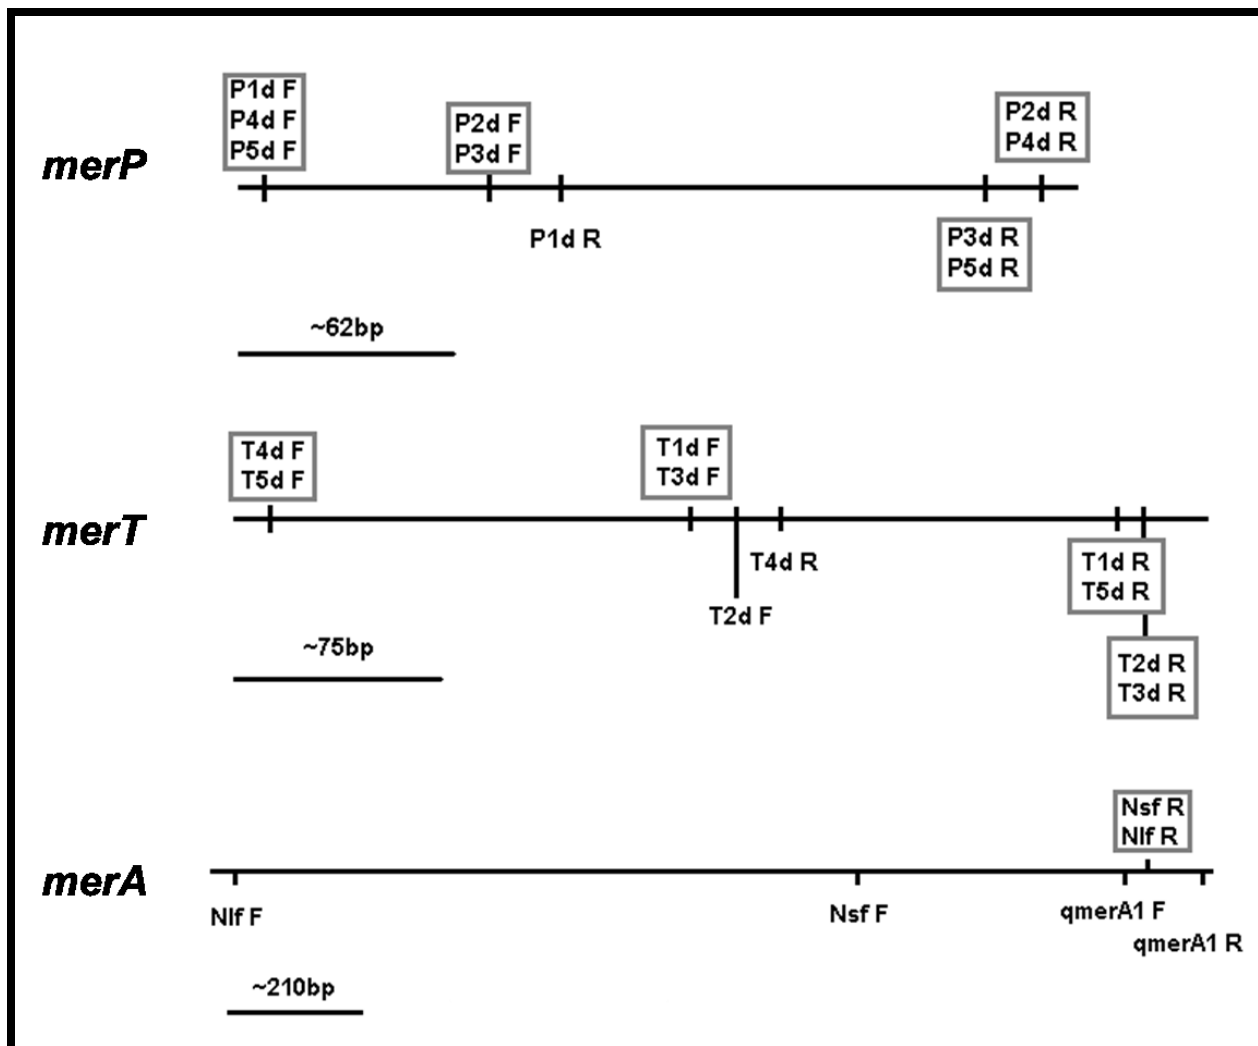 P1d F
P4d F
P5d F
P2d F
P3d F
P2d R
P4d R
merP
P1d R
P3d R
P5d R
~62bp
T4d F
T5d F
T1d F
T3d F
merT
T4d R
T2d F
T1d R
T5d R
~75bp
T2d R
T3d R
Nsf R
Nlf R
merA
Nlf F
Nsf F
qmerA1 F
qmerA1 R
~210bp